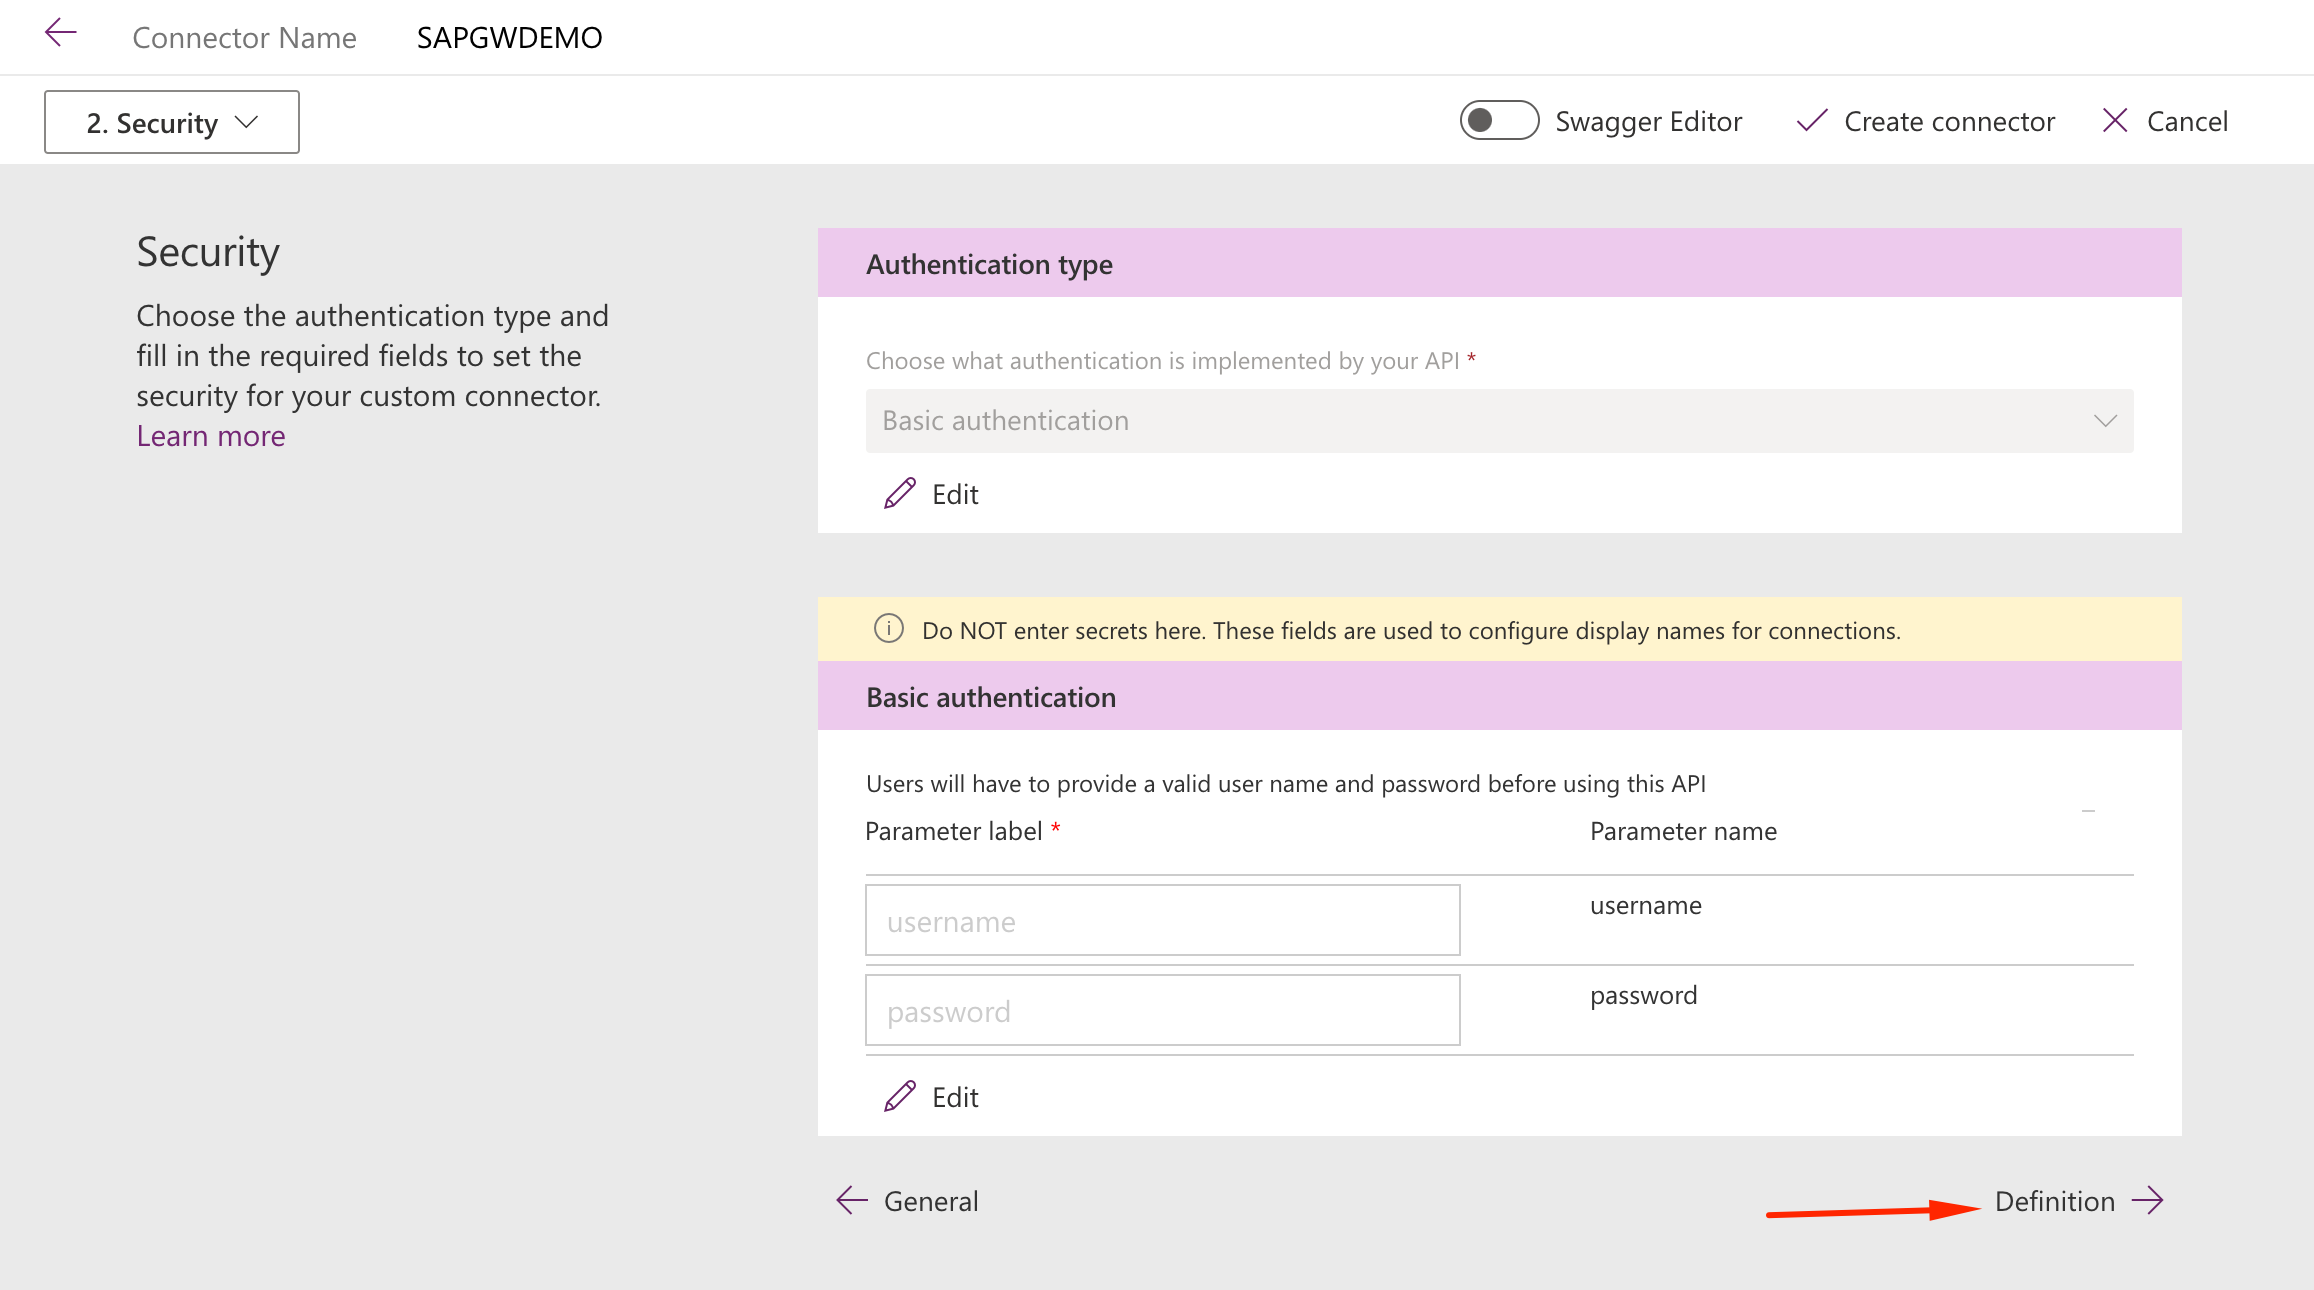 Connector Name SAPGWDEMO
2. Security
Swagger Editor
Create connector
Cancel
Security
Choose the authentication type and
fill in the required fields to set the
security for your custom connector.
Learn more
Authentication type
Choose what authentication is implemented by your API *
Basic authentication
Edit
Do NOT enter secrets here. These fields are used to configure display names for connections.
Basic authentication
Users will have to provide a valid user name and password before using this API
Parameter label * Parameter name
username username
password password
Edit
General
Definition